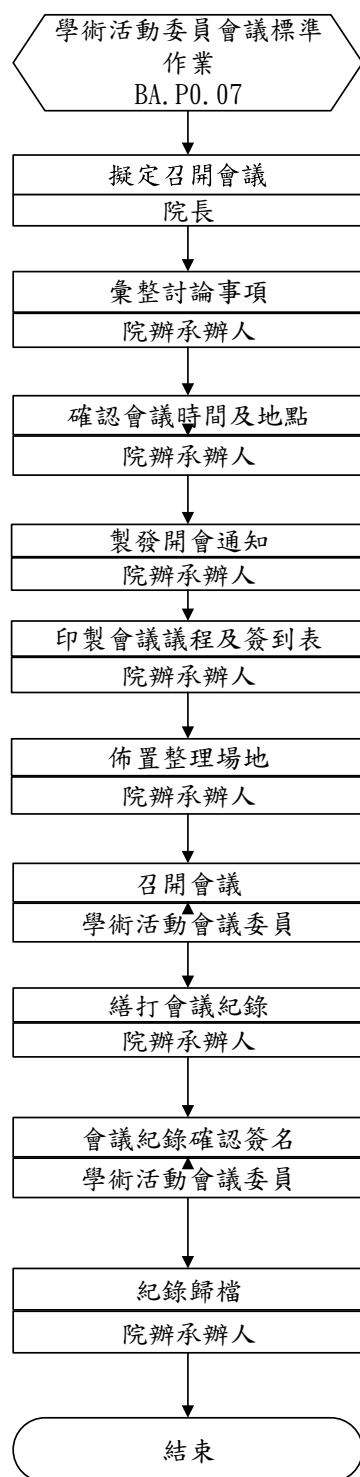 學術活動委員會議標準
作業
BA.P0.07
擬定召開會議
院長
彙整討論事項
院辦承辦人
確認會議時間及地點
院辦承辦人
製發開會通知
院辦承辦人
印製會議議程及簽到表
院辦承辦人
佈置整理場地
院辦承辦人
召開會議
學術活動會議委員
繕打會議紀錄
院辦承辦人
會議紀錄確認簽名
學術活動會議委員
紀錄歸檔
院辦承辦人
結束